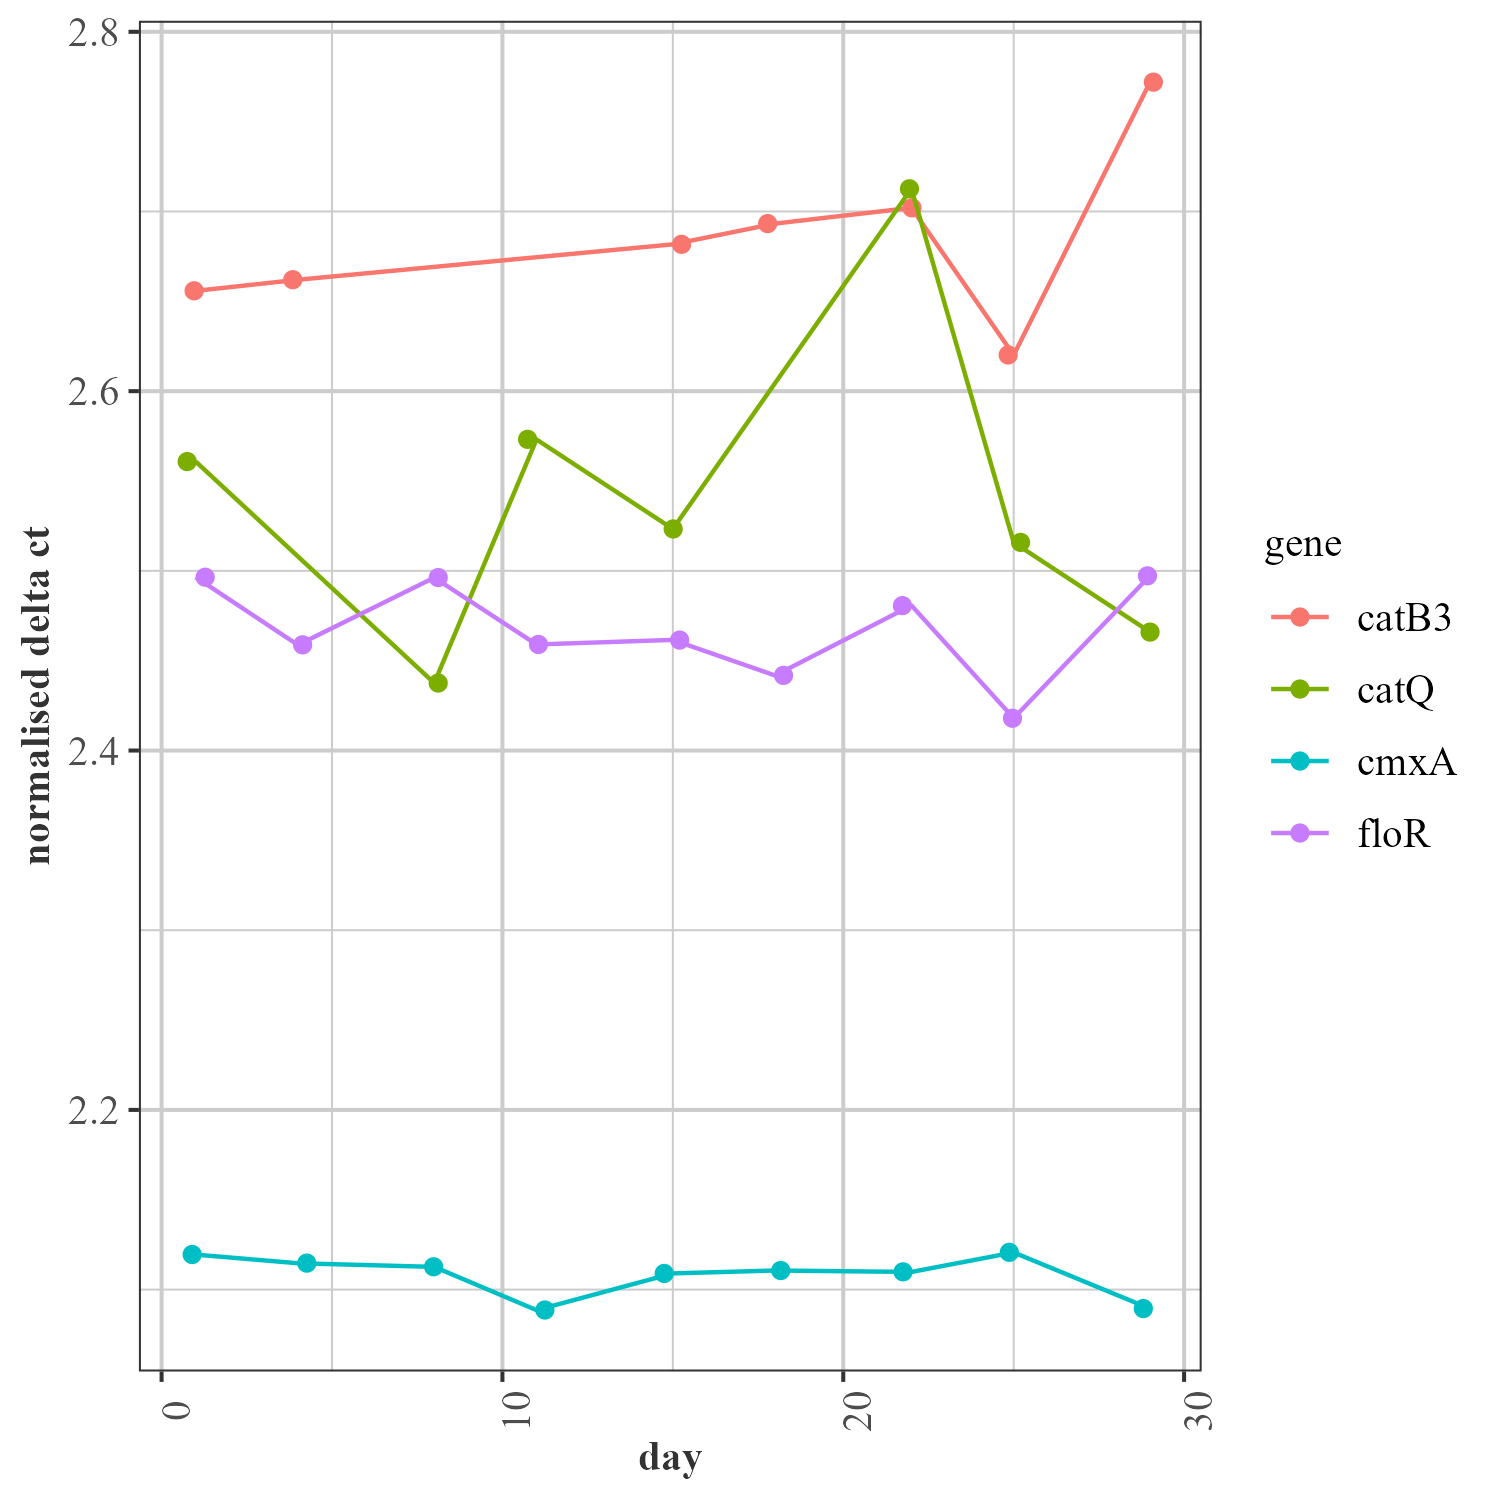 2.8
2.6
2.4
2.2
normalised delta ct
0
10
20
30
day
gene
catB3
catQ
cmxA
floR